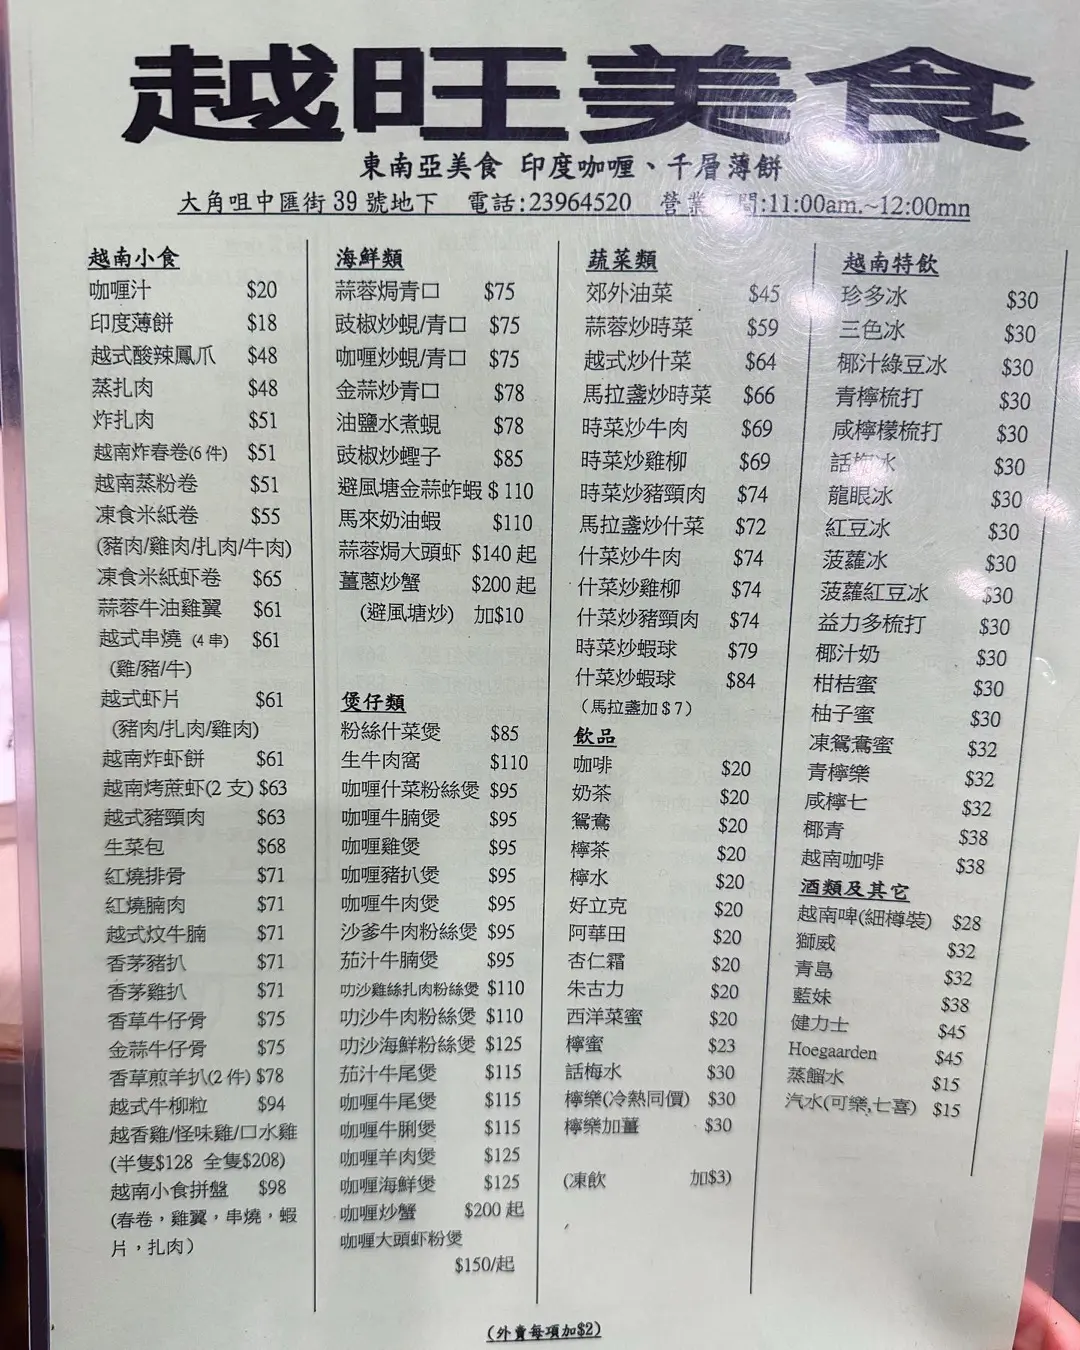 越旺美食
東南亞美食 印度咖喱、千層薄餅
大角咀中匯街 39 號地下 電話:23964520 營業 間:11:00am.~12:00mn
越南小食
咖喱汁 $20
印度薄餅 $18
越式酸辣鳳爪 $48
蒸扎肉 $48
炸扎肉 $51
越南炸春卷(6 件) $51
越南蒸粉卷 $51
凍食米紙卷 $55
(豬肉/雞肉/扎肉/牛肉)
凍食米紙虾卷 $65
蒜蓉牛油雞翼 $61
越式串燒 (4 串) $61
(雞/豬/牛)
越式虾片 $61
(豬肉/扎肉/雞肉)
越南炸虾餅 $61
越南烤蔗虾(2 支) $63
越式豬頸肉 $63
生菜包 $68
紅燒排骨 $71
紅燒腩肉 $71
越式炆牛腩 $71
香茅豬扒 $71
香茅雞扒 $71
香草牛仔骨 $75
金蒜牛仔骨 $75
香草煎羊扒(2 件) $78
越式牛柳粒 $94
越香雞/怪味雞/口水雞
(半隻$128 全隻$208)
越南小食拼盤 $98
(春卷，雞翼，串燒，蝦
片，扎肉）
海鮮類
蒜蓉焗青口 $75
豉椒炒蜆/青口 $75
咖喱炒蜆/青口 $75
金蒜炒青口 $78
油鹽水煮蜆 $78
豉椒炒蟶子 $85
避風塘金蒜蚱蝦 $ 110
馬來奶油蝦 $110
蒜蓉焗大頭虾 $140 起
薑蔥炒蟹 $200 起
(避風塘炒) 加$10
煲仔類
粉絲什菜煲 $85
生牛肉窩 $110
咖喱什菜粉絲煲 $95
咖喱牛腩煲 $95
咖喱雞煲 $95
咖喱豬扒煲 $95
咖喱牛肉煲 $95
沙爹牛肉粉絲煲 $95
茄汁牛腩煲 $95
叻沙雞絲扎肉粉絲煲 $110
叻沙牛肉粉絲煲 $110
叻沙海鮮粉絲煲 $125
茄汁牛尾煲 $115
咖喱牛尾煲 $115
咖喱牛脷煲 $115
咖喱羊肉煲 $125
咖喱海鮮煲 $125
咖喱炒蟹 $200 起
咖喱大頭虾粉煲
$150/起
蔬菜類
郊外油菜 $45
蒜蓉炒時菜 $59
越式炒什菜 $64
馬拉盞炒時菜 $66
時菜炒牛肉 $69
時菜炒雞柳 $69
時菜炒豬頸肉 $74
馬拉盞炒什菜 $72
什菜炒牛肉 $74
什菜炒雞柳 $74
什菜炒豬頸肉 $74
時菜炒蝦球 $79
什菜炒蝦球 $84
（馬拉盞加＄7）
飲品
咖啡 $20
奶茶 $20
鴛鴦 $20
檸茶 $20
檸水 $20
好立克 $20
阿華田 $20
杏仁霜 $20
朱古力 $20
西洋菜蜜 $20
檸蜜 $23
話梅水 $30
檸樂(冷熱同價) $30
檸樂加薑 $30
(凍飲 加$3)
越南特飲
珍多冰 $30
三色冰 $30
椰汁綠豆冰 $30
青檸梳打 $30
咸檸檬梳打 $30
話梅冰 $30
龍眼冰 $30
紅豆冰 $30
菠蘿冰 $30
菠蘿紅豆冰 $30
益力多梳打 $30
椰汁奶 $30
柑桔蜜 $30
柚子蜜 $30
凍鴛鴦蜜 $32
青檸樂 $32
咸檸七 $32
椰青 $38
越南咖啡 $38
酒類及其它
越南啤(細樽裝) $28
獅威 $32
青島 $32
藍妹 $38
健力士 $45
Hoegaarden $45
蒸餾水 $15
汽水(可樂,七喜) $15
(外賣每項加$2)